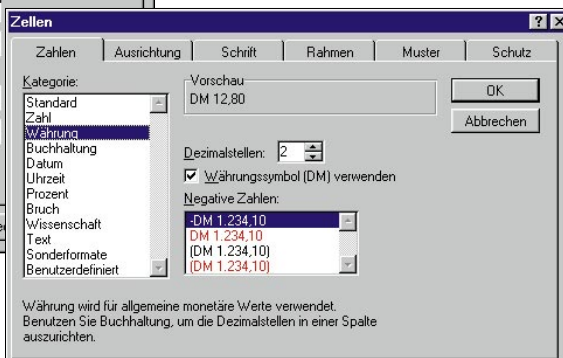 Zellen
Zahlen
Ausrichtung
Schrift
Rahmen
Muster
Schutz
Kategorie:
Standard
Zahl
Währung
Buchhaltung
Datum
Uhrzeit
Prozent
Bruch
Wissenschaft
Text
Sonderformate
Benutzerdefiniert
Vorschau
DM 12,80
Dezimalstellen: 2
Währungssymbol (DM) verwenden
Negative Zahlen:
-DM 1.234,10
DM 1.234,10
(DM 1.234,10)
(DM 1.234,10)
OK
Abbrechen
Währung wird für allgemeine monetäre Werte verwendet.
Benutzen Sie Buchhaltung, um die Dezimalstellen in einer Spalte
auszurichten.